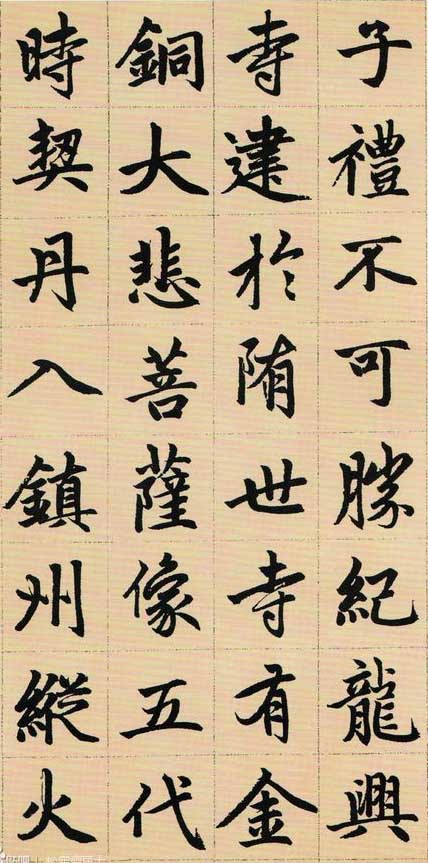 子禮不可勝紀龍興
寺建於隋世寺有金
銅大悲菩薩像五代
時契丹入鎮州縱火